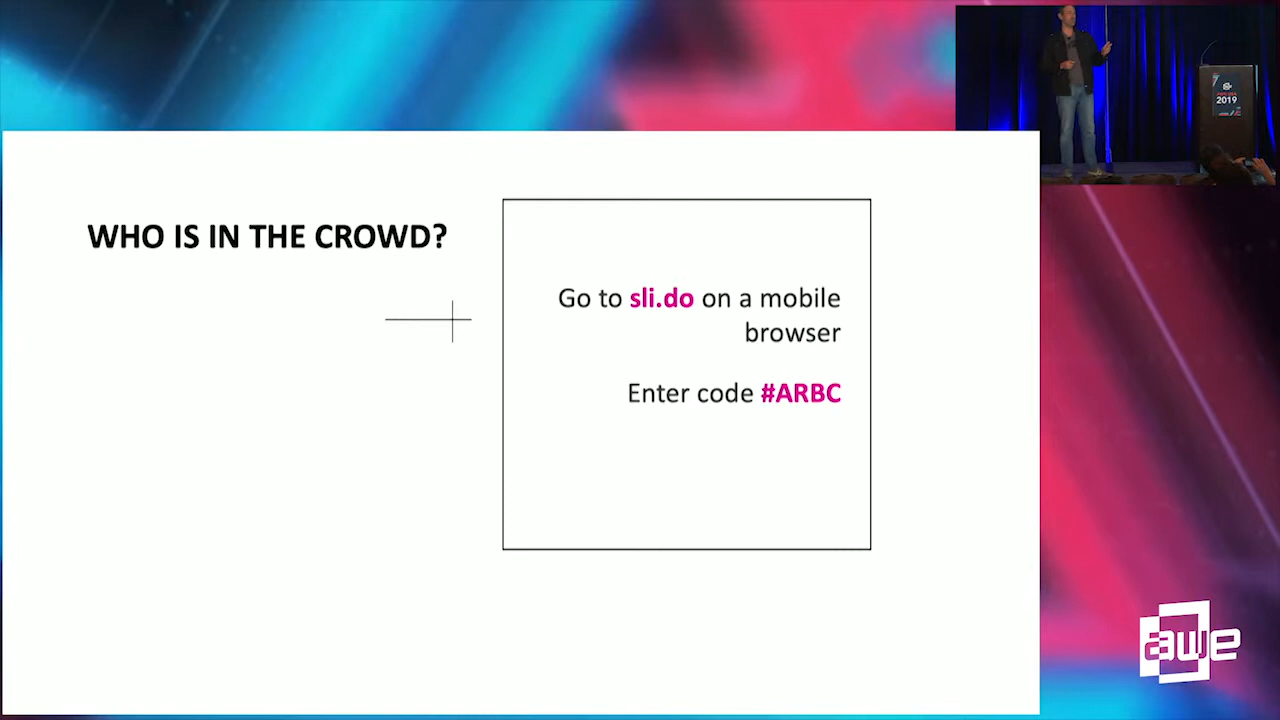 WHO IS IN THE CROWD?
Go to sli.do on a mobile
browser
Enter code #ARBC
2019
awe